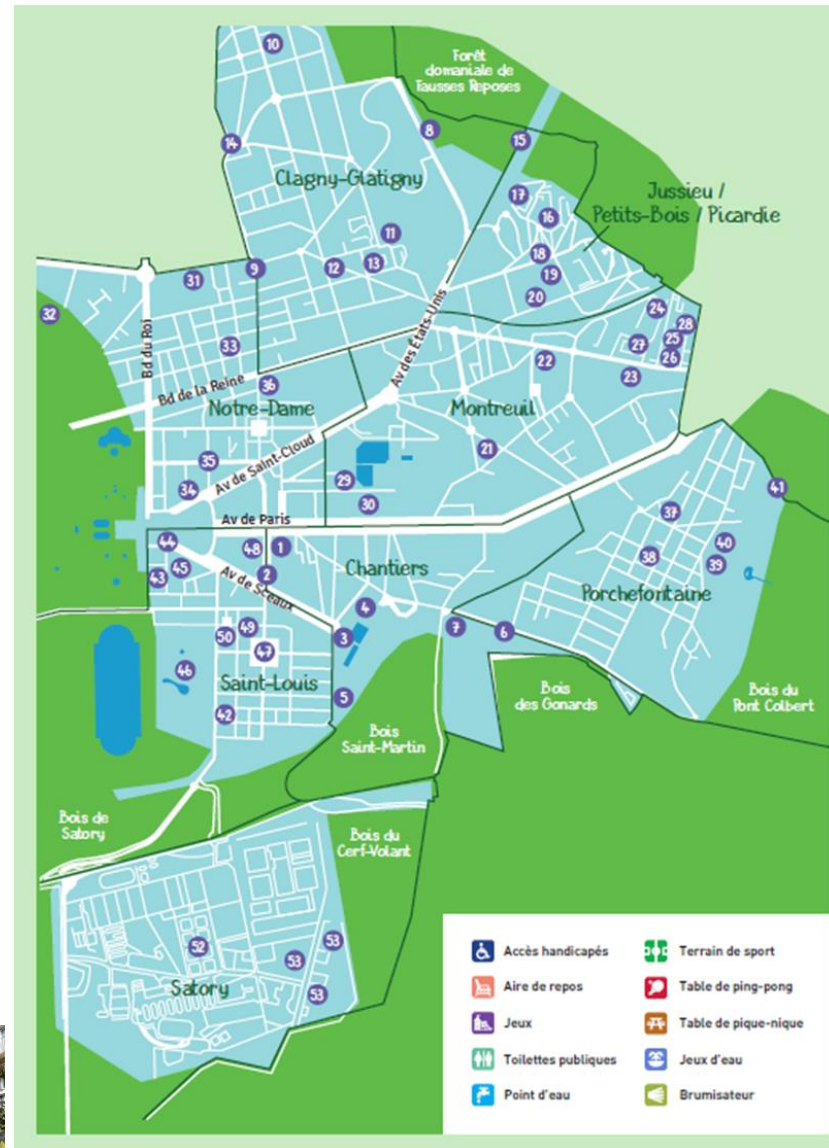 10
Forêt
domaniale de
Fausses Reposes
8
15
14
Clagny-Glatigny
17
16
Jussieu /
Petits-Bois / Picardie
11
18
9
12
13
19
31
20
32
24
28
33
27
25
26
Bd du Roi
22
23
Av des États-Unis
36
Bd de la Reine
Notre-Dame
Montreuil
21
35
Av de Saint-Cloud
29
34
30
41
Av de Paris
37
44
48
1
40
38
39
43
45
2
Chantiers
Av de Sceaux
Porchefontaine
4
50
49
3
7
6
47
46
Saint-Louis
5
42
Bois
des Gonards
Bois du
Pont Colbert
Bois
Saint-Martin
Bois de
Satory
Bois du
Cerf-Volant
52
53
53
Satory
53
Accès handicapés
Terrain de sport
Aire de repos
Table de ping-pong
Jeux
Table de pique-nique
Toilettes publiques
Jeux d'eau
Point d'eau
Brumisateur